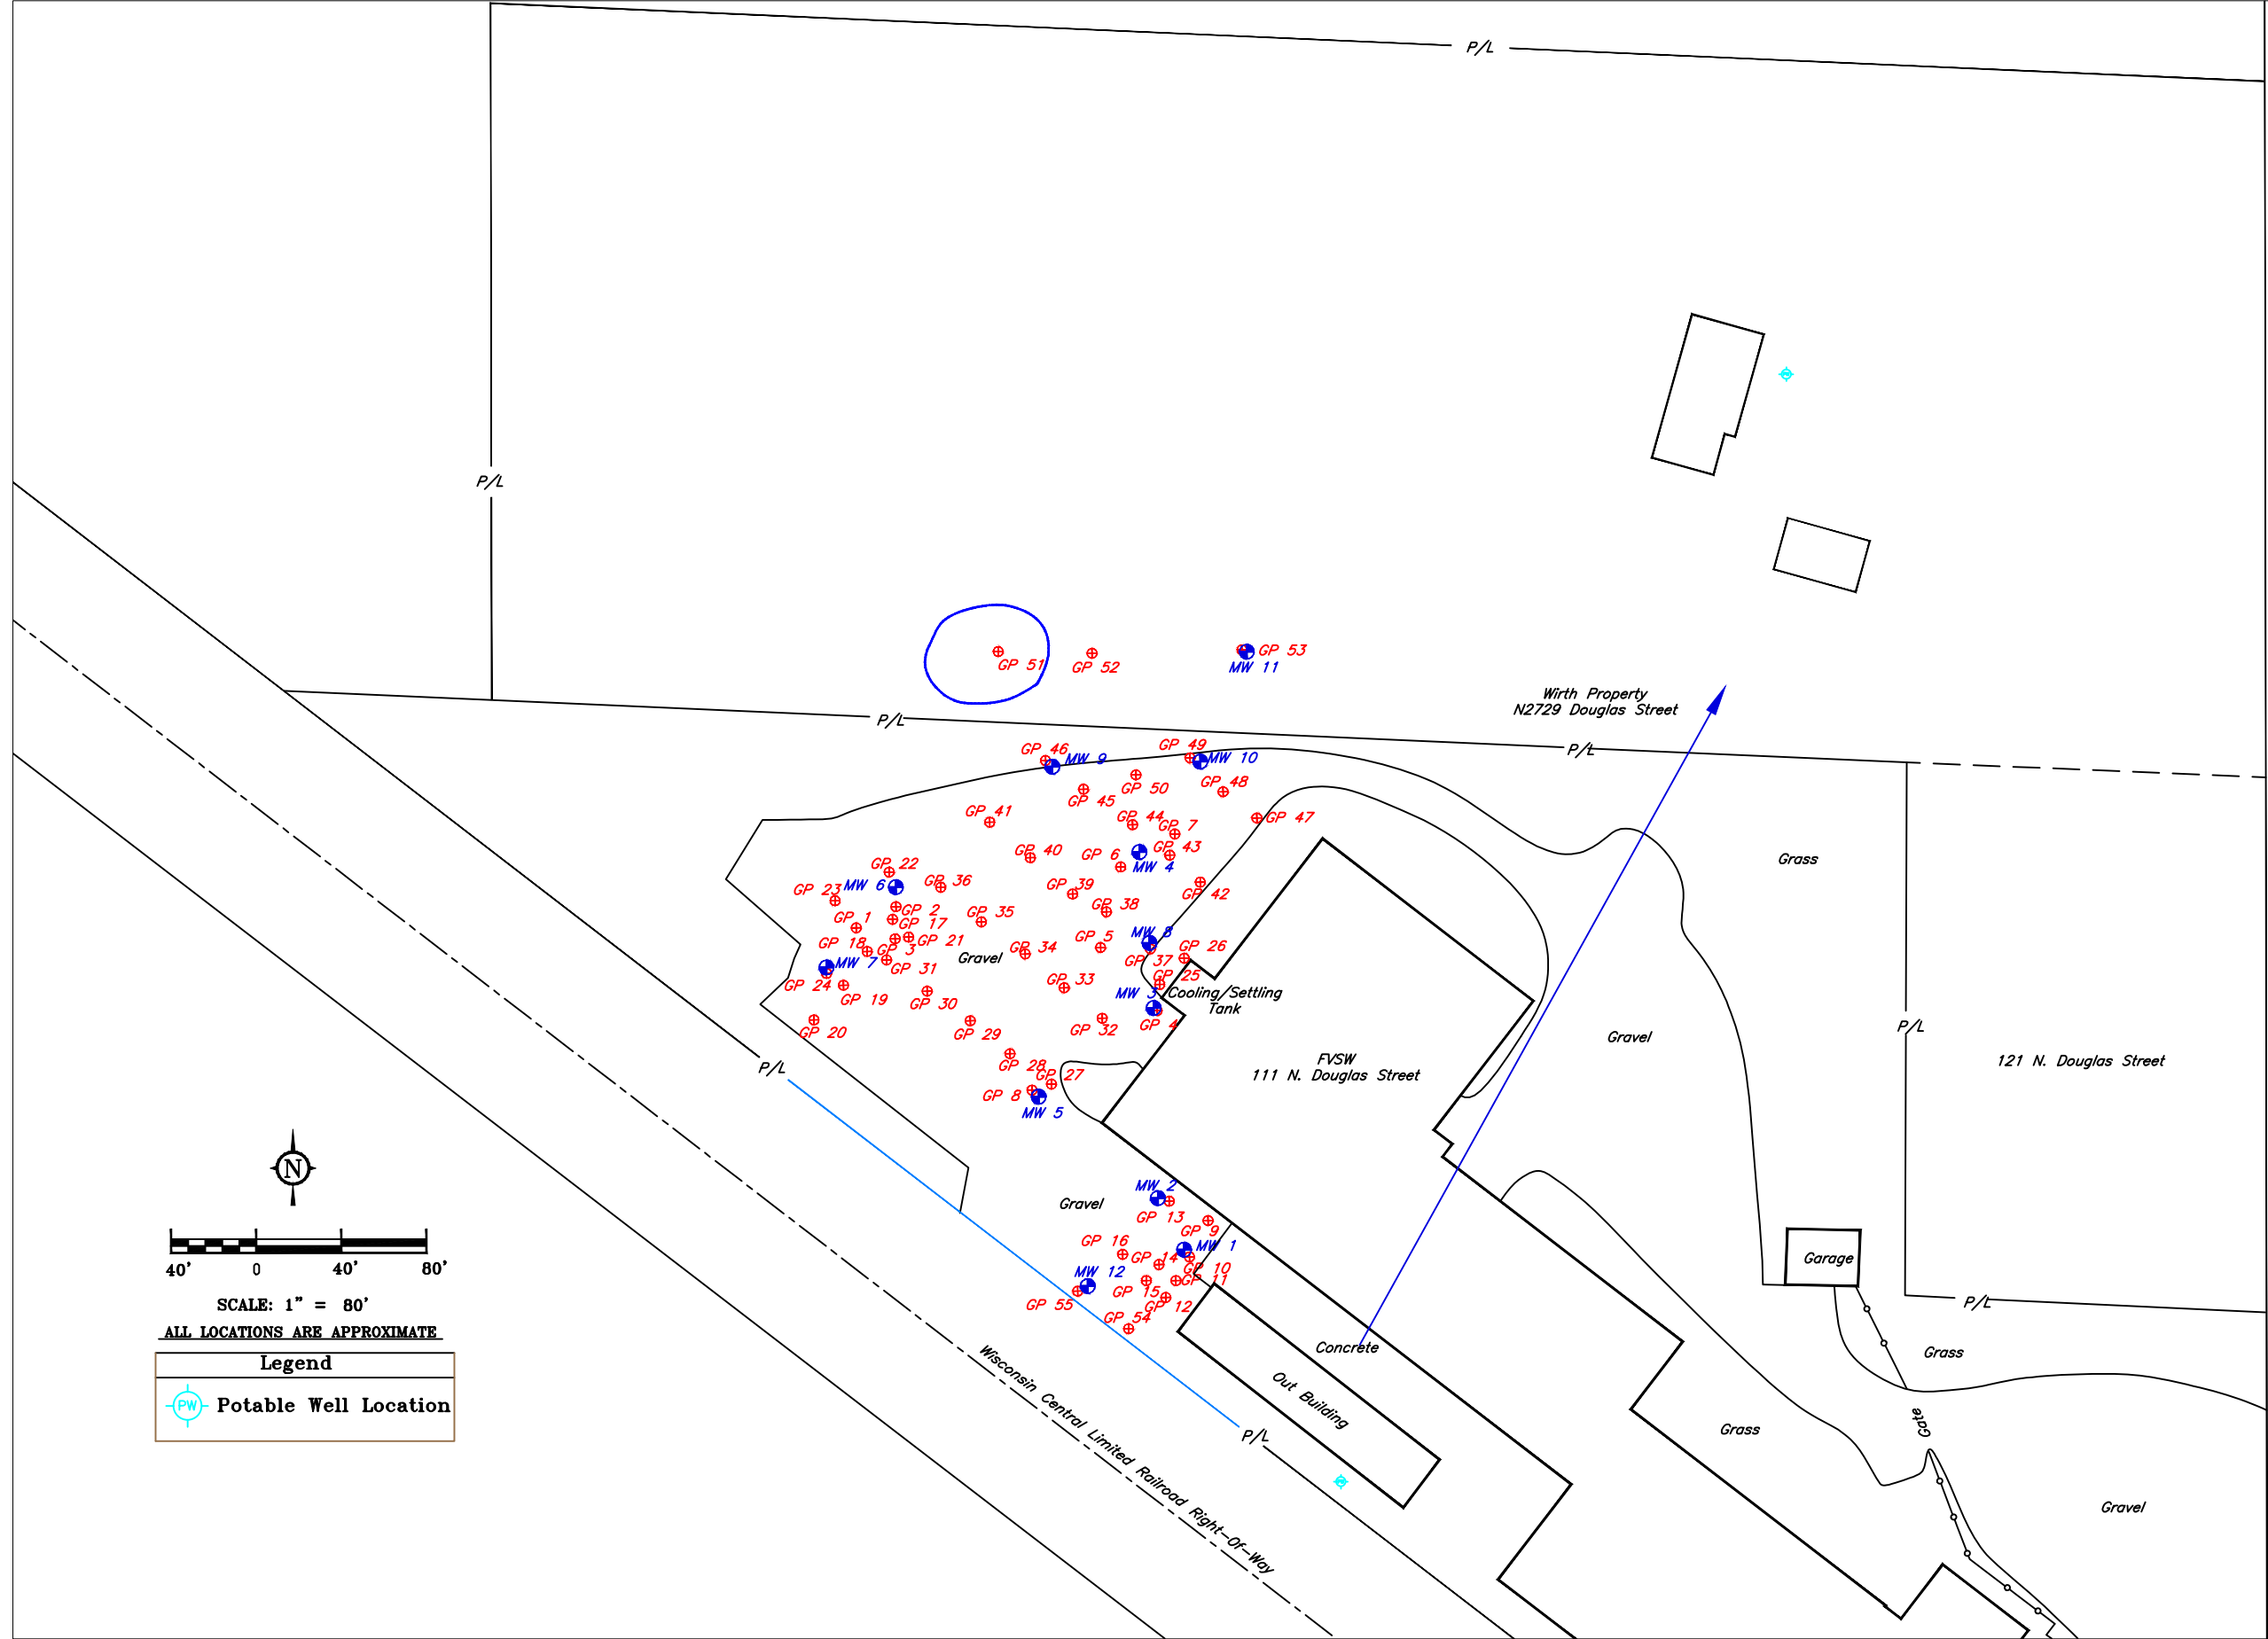 P/L
P/L
GP 51
GP 52
GP 53
MW 11
Wirth Property
N2729 Douglas Street
P/L
P/L
GP 46
MW 9
GP 49
MW 10
GP 45
GP 50
GP 48
GP 41
GP 44
GP 7
GP 47
GP 40
GP 6
GP 43
MW 4
GP 22
GP 23
MW 6
GP 36
GP 39
GP 42
GP 2
GP 1
GP 17
GP 35
GP 38
Grass
GP 18
GP 3
GP 21
GP 34
GP 5
MW 8
GP 26
Gravel
GP 37
MW 7
GP 31
GP 25
GP 24
GP 19
GP 30
GP 33
MW 3
Cooling/Settling
Tank
GP 20
GP 29
GP 32
GP 4
P/L
Gravel
P/L
GP 28
GP 27
FVSW
111 N. Douglas Street
121 N. Douglas Street
GP 8
MW 5
N
MW 2
Gravel
GP 13
GP 9
GP 16
MW 1
GP 14
GP 10
MW 12
GP 11
GP 15
GP 55
GP 12
GP 54
Garage
P/L
40' 0 40' 80'
SCALE: 1" = 80'
ALL LOCATIONS ARE APPROXIMATE
Legend
PW Potable Well Location
Concrete
Out Building
Grass
Gate
Grass
P/L
Wisconsin Central Limited Railroad Right-Of-Way
Gravel